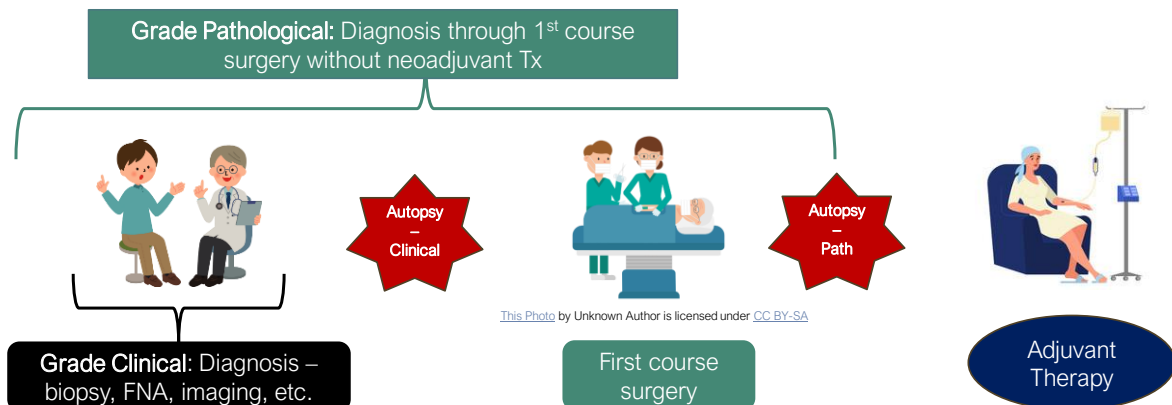 Grade Pathological: Diagnosis through 1st course
surgery without neoadjuvant Tx
Autopsy
–
Clinical
Autopsy
–
Path
This Photo by Unknown Author is licensed under CC BY-SA
Grade Clinical: Diagnosis –
biopsy, FNA, imaging, etc.
First course
surgery
Adjuvant
Therapy